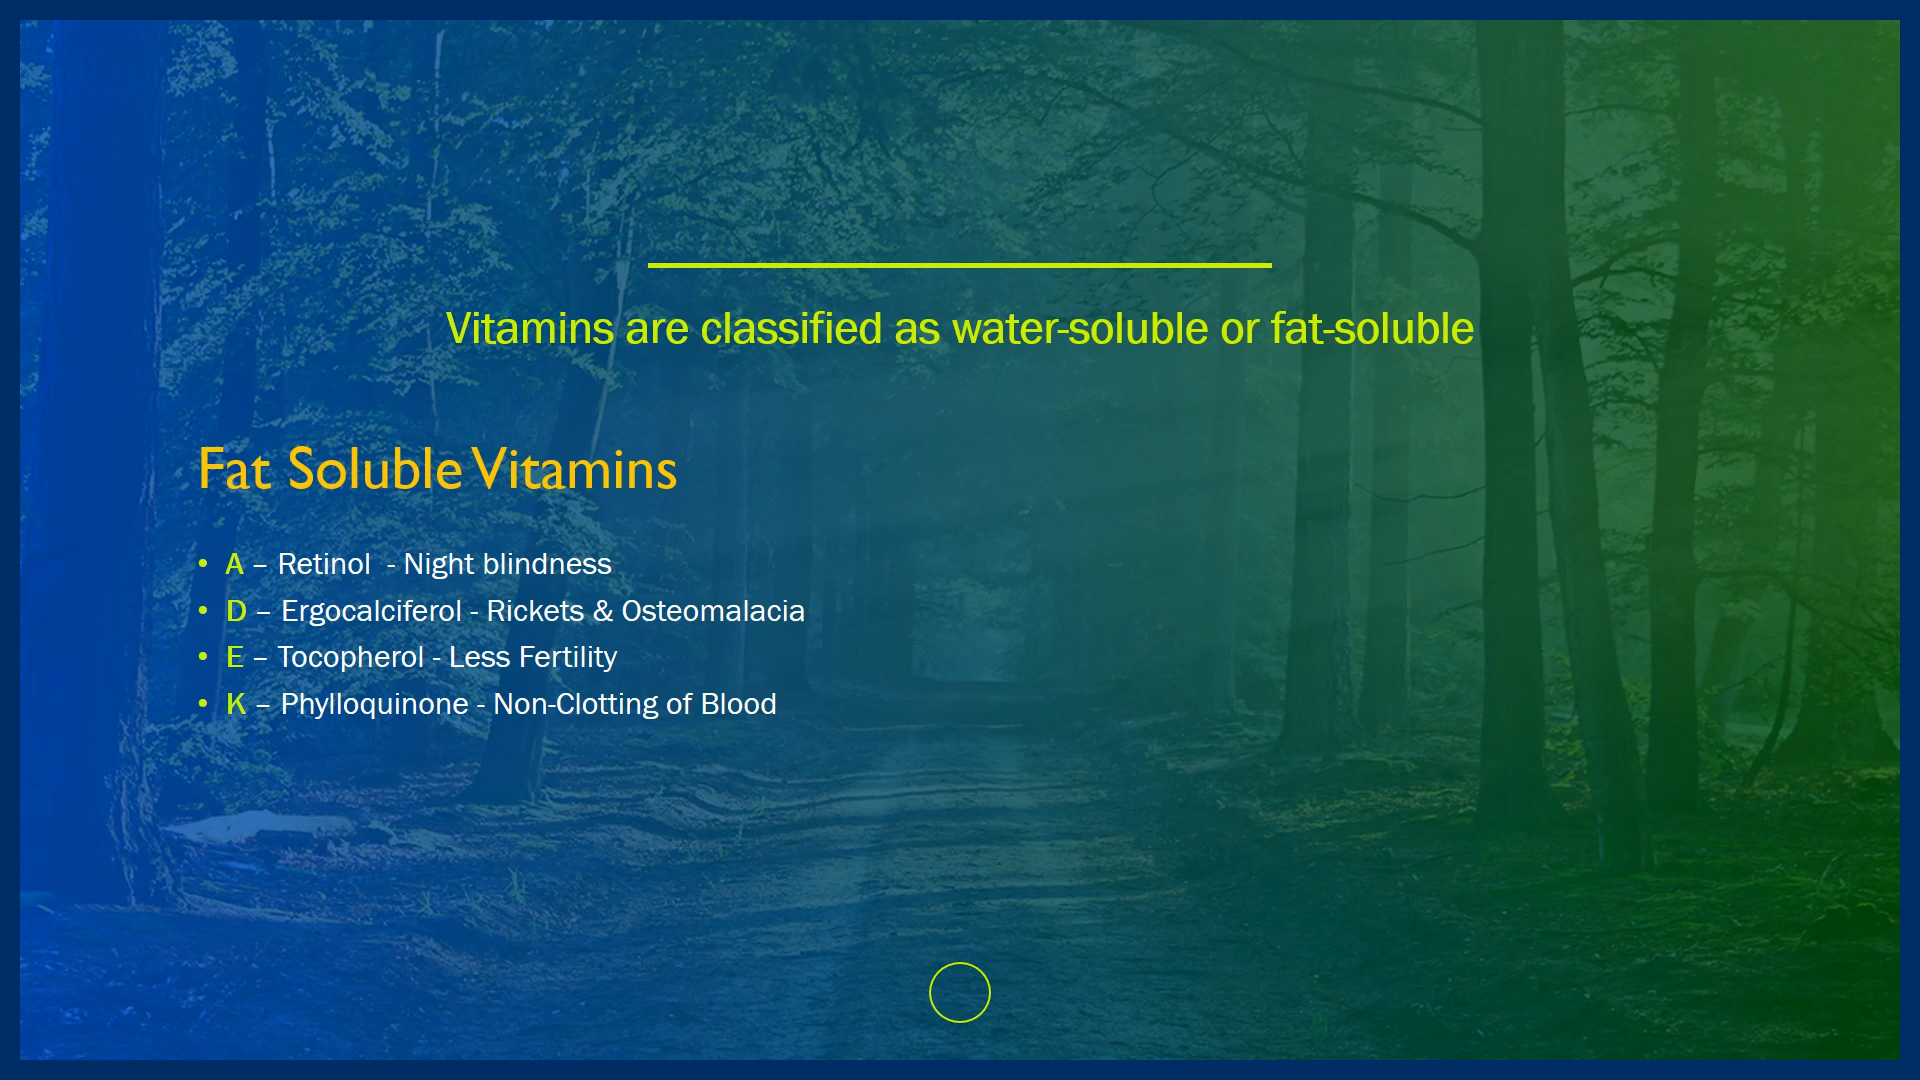 Vitamins are classified as water-soluble or fat-soluble
Fat Soluble Vitamins
• A – Retinol  - Night blindness
• D – Ergocalciferol - Rickets & Osteomalacia
• E – Tocopherol - Less Fertility
• K – Phylloquinone - Non-Clotting of Blood